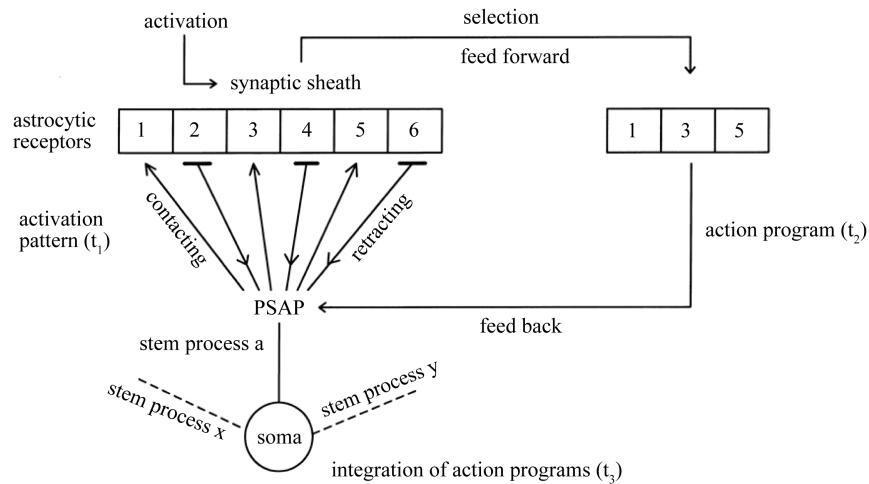 activation
selection
feed forward
synaptic sheath
astrocytic
receptors
1 2 3 4 5 6
1 3 5
contacting
retracting
activation
pattern (t1)
action program (t2)
PSAP
feed back
stem process a
stem process x
stem process y
soma
integration of action programs (t3)